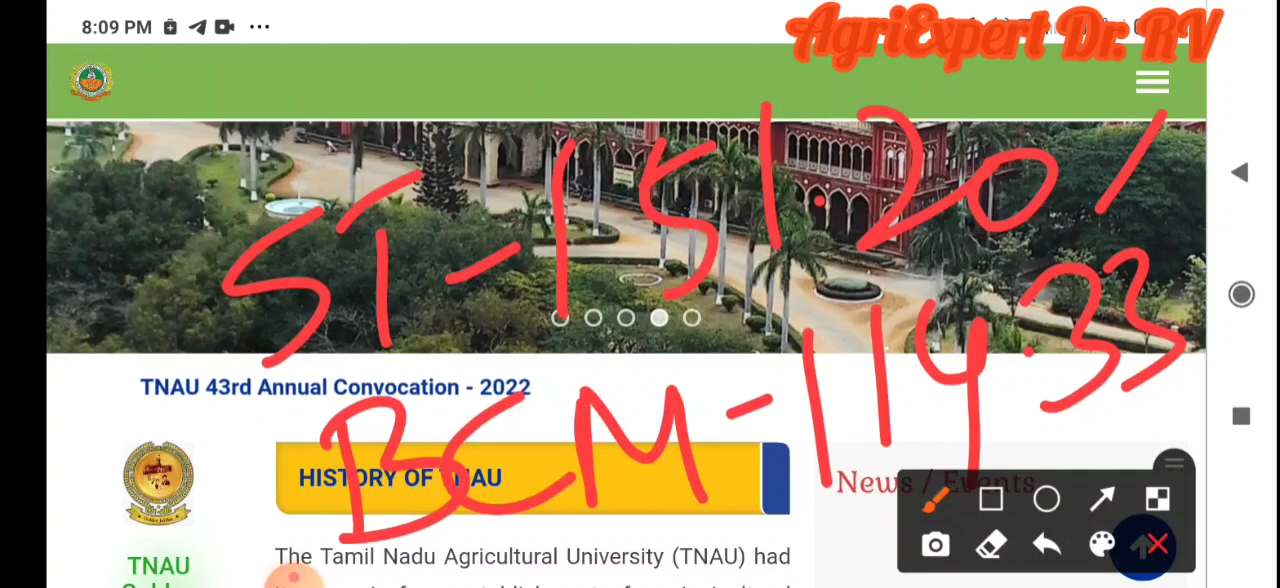 8:09 PM
AgriExpert Dr. RV
ST - 151.20/
BCM - 114.33
TNAU 43rd Annual Convocation - 2022
HISTORY OF TNAU
News / Events
TNAU
The Tamil Nadu Agricultural University (TNAU) had